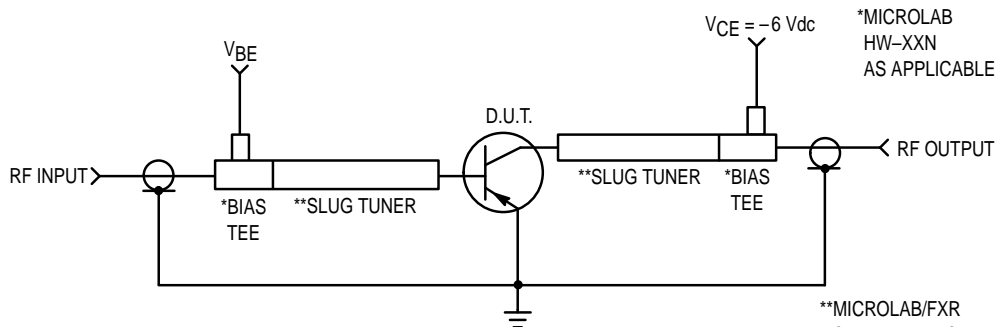 V_CE = –6 Vdc
*MICROLAB
HW–XXN
AS APPLICABLE
V_BE
D.U.T.
RF INPUT
RF OUTPUT
*BIAS
TEE
**SLUG TUNER
**SLUG TUNER
*BIAS
TEE
**MICROLAB/FXR